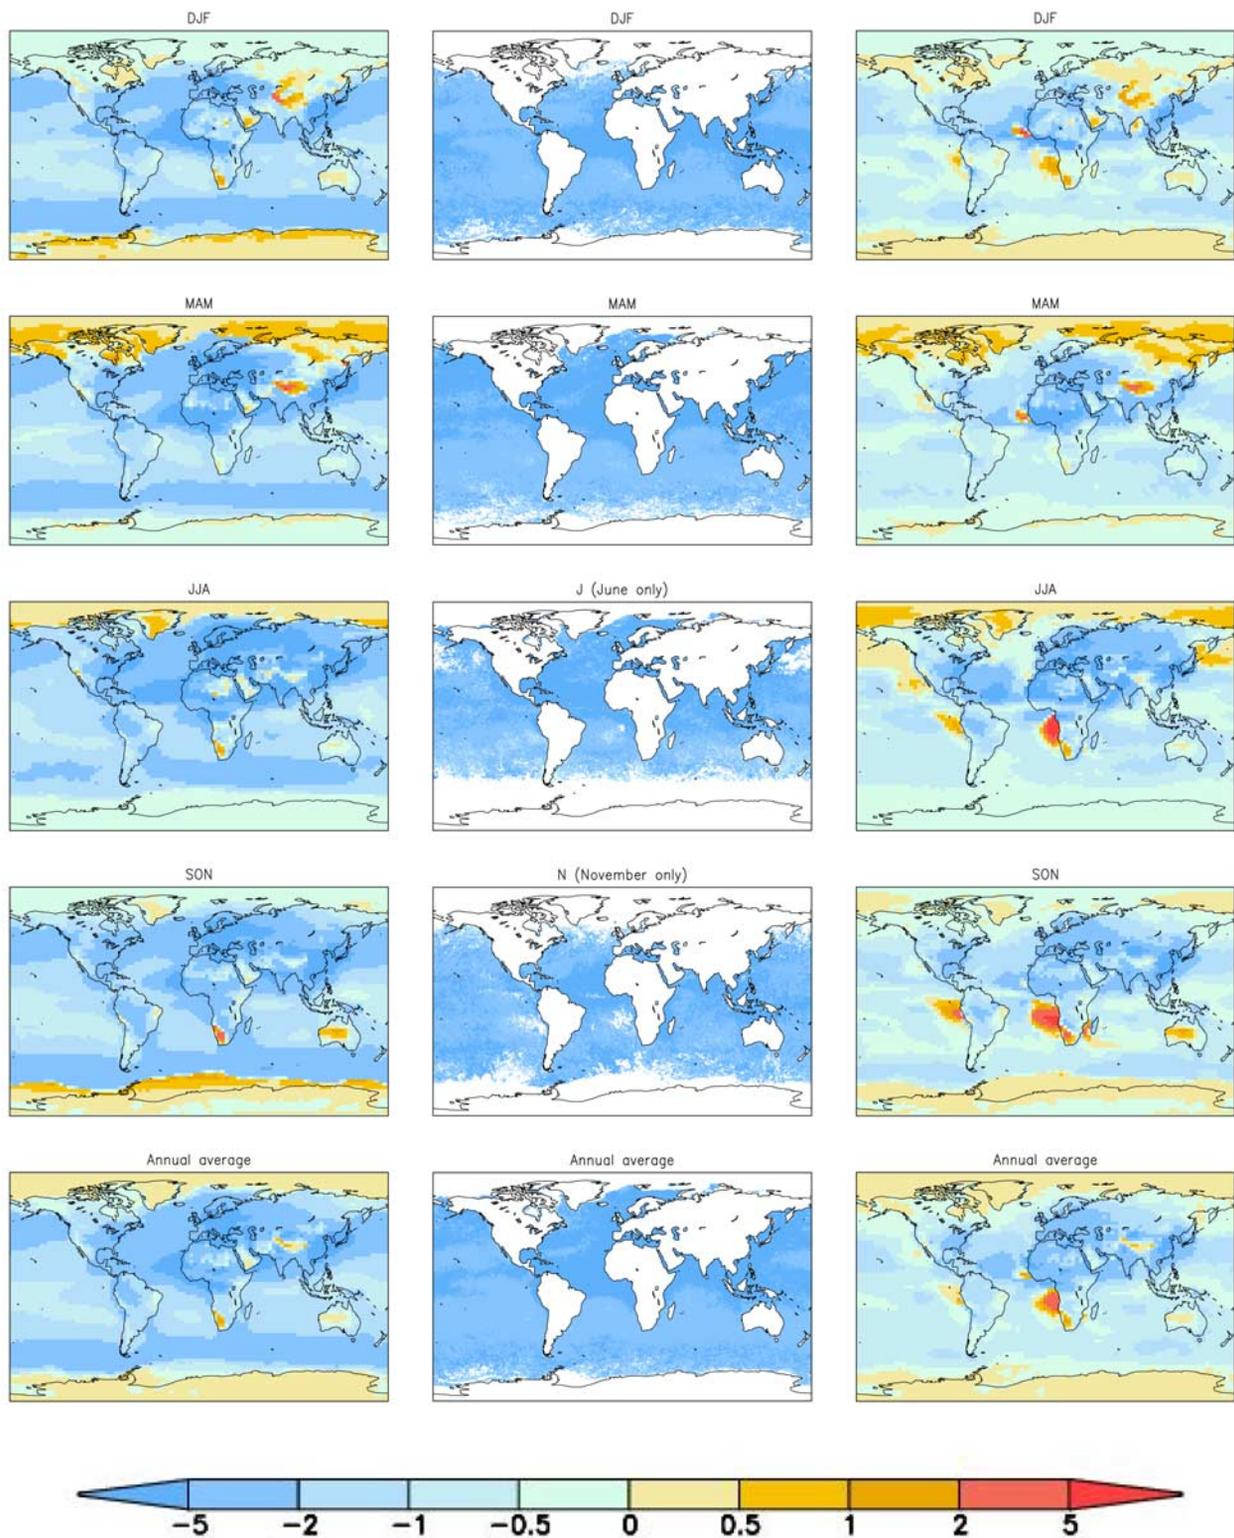 DJF DJF DJF
MAM MAM MAM
JJA J (June only) JJA
SON N (November only) SON
Annual average Annual average Annual average
-5 -2 -1 -0.5 0 0.5 1 2 5